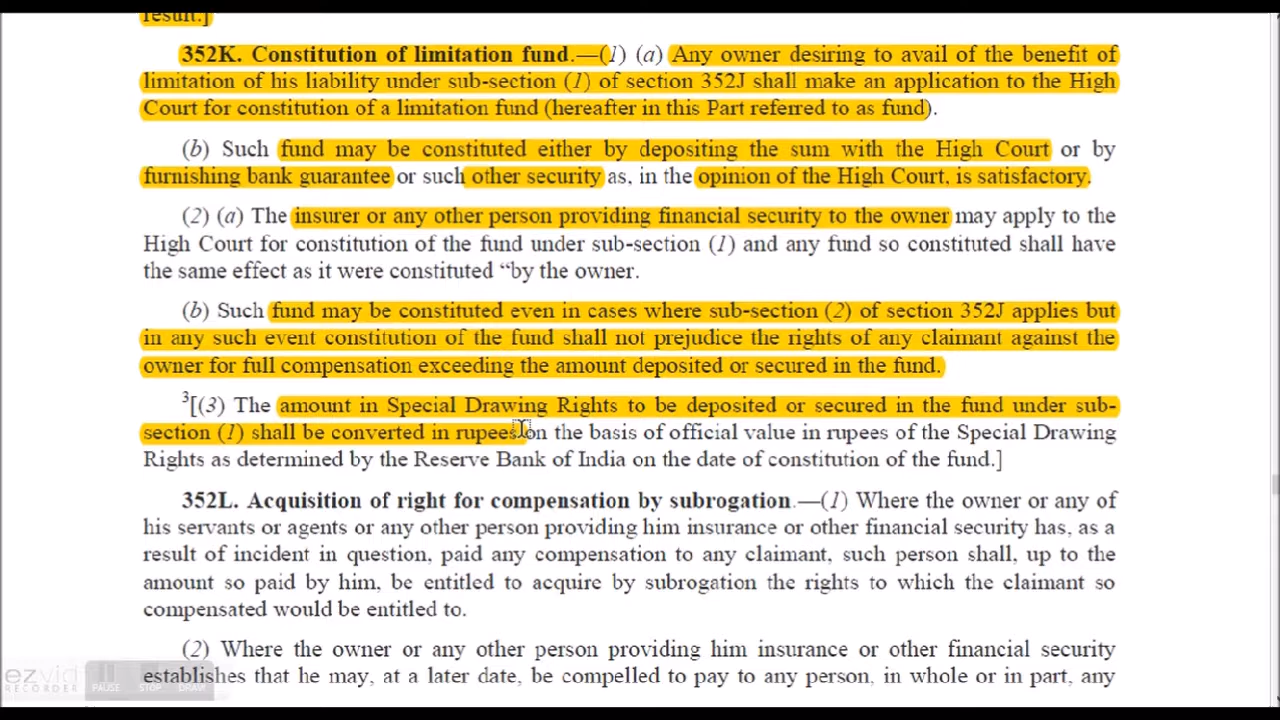 result.]
352K. Constitution of limitation fund.—(1) (a) Any owner desiring to avail of the benefit of
limitation of his liability under sub-section (1) of section 352J shall make an application to the High
Court for constitution of a limitation fund (hereafter in this Part referred to as fund).
(b) Such fund may be constituted either by depositing the sum with the High Court or by
furnishing bank guarantee or such other security as, in the opinion of the High Court, is satisfactory.
(2) (a) The insurer or any other person providing financial security to the owner may apply to the
High Court for constitution of the fund under sub-section (1) and any fund so constituted shall have
the same effect as it were constituted “by the owner.
(b) Such fund may be constituted even in cases where sub-section (2) of section 352J applies but
in any such event constitution of the fund shall not prejudice the rights of any claimant against the
owner for full compensation exceeding the amount deposited or secured in the fund.
3[(3) The amount in Special Drawing Rights to be deposited or secured in the fund under sub-
section (1) shall be converted in rupees on the basis of official value in rupees of the Special Drawing
Rights as determined by the Reserve Bank of India on the date of constitution of the fund.]
352L. Acquisition of right for compensation by subrogation.—(1) Where the owner or any of
his servants or agents or any other person providing him insurance or other financial security has, as a
result of incident in question, paid any compensation to any claimant, such person shall, up to the
amount so paid by him, be entitled to acquire by subrogation the rights to which the claimant so
compensated would be entitled to.
(2) Where the owner or any other person providing him insurance or other financial security
establishes that he may, at a later date, be compelled to pay to any person, in whole or in part, any
ezvid
RECORDER
PAUSE STOP DRAW